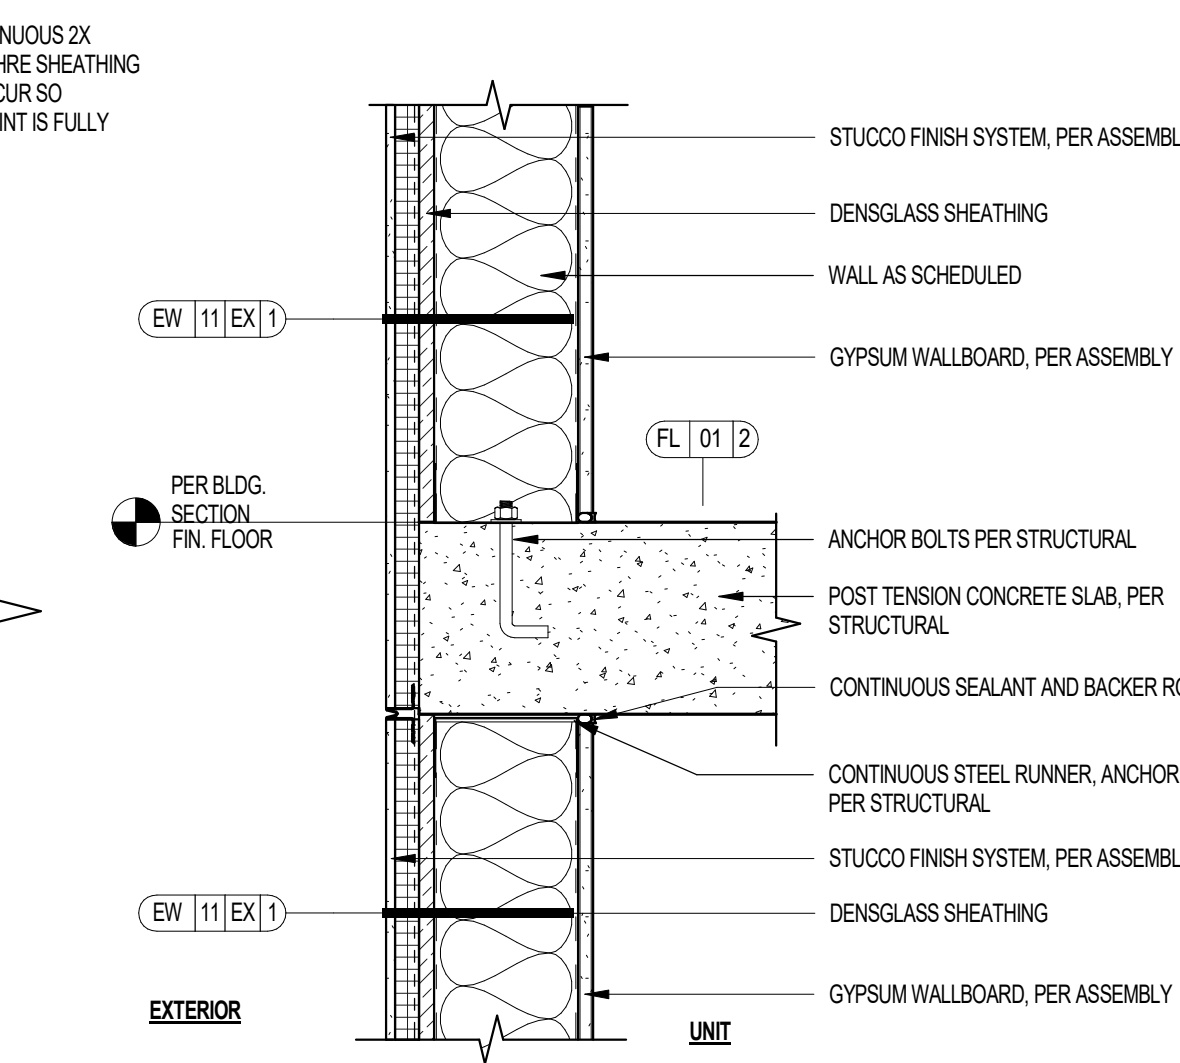 NUOUS 2X
HRE SHEATHING
CUR SO
INT IS FULLY
STUCCO FINISH SYSTEM, PER ASSEMBL
DENSGLASS SHEATHING
WALL AS SCHEDULED
EW 11 EX 1
GYPSUM WALLBOARD, PER ASSEMBLY
FL 01 2
PER BLDG.
SECTION
FIN. FLOOR
ANCHOR BOLTS PER STRUCTURAL
POST TENSION CONCRETE SLAB, PER
STRUCTURAL
CONTINUOUS SEALANT AND BACKER RO
CONTINUOUS STEEL RUNNER, ANCHOR
PER STRUCTURAL
STUCCO FINISH SYSTEM, PER ASSEMBL
EW 11 EX 1
DENSGLASS SHEATHING
GYPSUM WALLBOARD, PER ASSEMBLY
EXTERIOR
UNIT